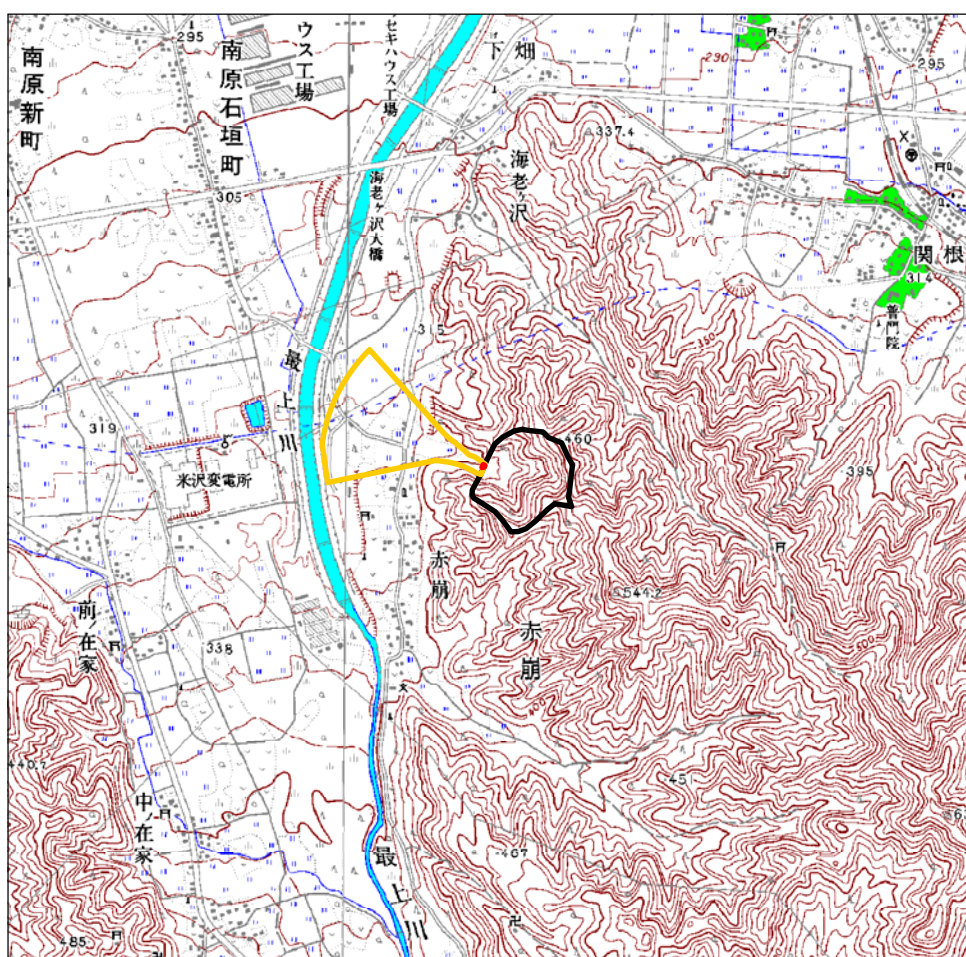 295
南原新町
南原石垣町
ウス工場
セキハウス工場
下畑
290
295
337.4
海老ヶ沢
海老ヶ沢大橋
305
関根
314
普門院
315
350
最上川
319
米沢変電所
460
395
赤崩
544.2
赤崩
前ノ在家
338
400
451
440.7
中ノ在家
467
最上川
485